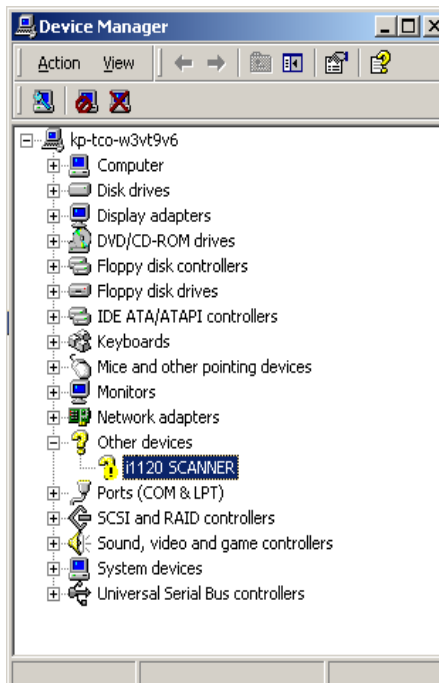 Device Manager
Action View
kp-tco-w3vt9v6
Computer
Disk drives
Display adapters
DVD/CD-ROM drives
Floppy disk controllers
Floppy disk drives
IDE ATA/ATAPI controllers
Keyboards
Mice and other pointing devices
Monitors
Network adapters
Other devices
i1120 SCANNER
Ports (COM & LPT)
SCSI and RAID controllers
Sound, video and game controllers
System devices
Universal Serial Bus controllers